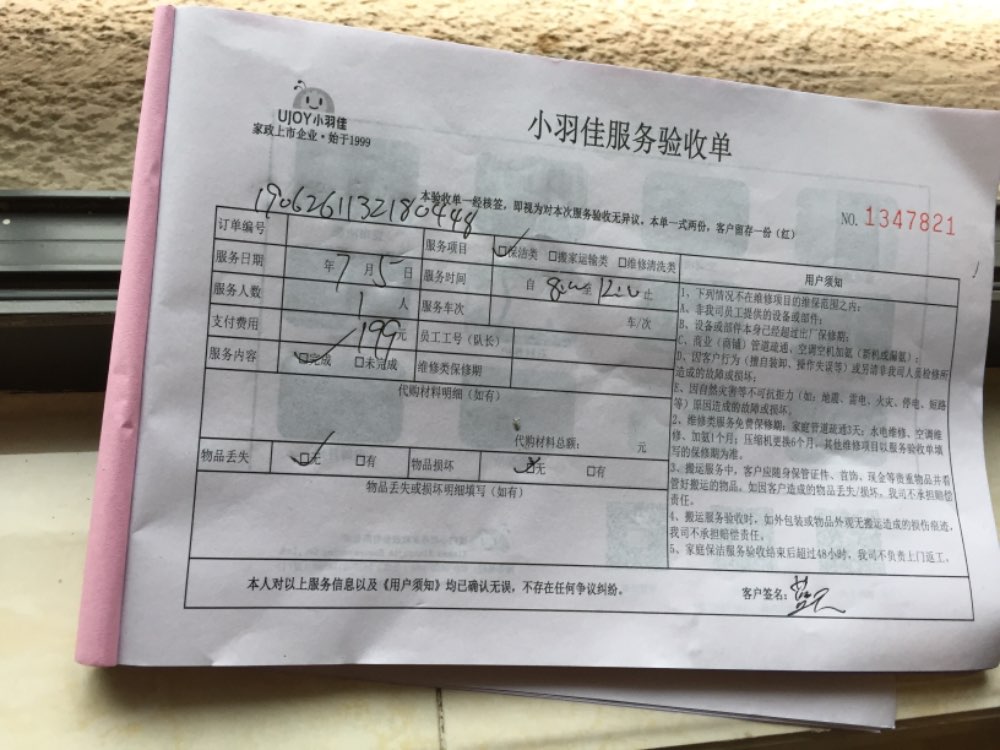 UJOY小羽佳
家政上市企业·始于1999
小羽佳服务验收单
本验收单一经核签,即视为对本次服务验收无异议,本单一式两份,客户留存一份(红)
NO. 1347821
订单编号 1906261132180448
服务项目 ☑保洁类 □搬家运输类 □维修清洗类
服务日期 年7月5日
服务时间 自 8:00 至 12:00 止
服务人数 1 人
服务车次 车/次
支付费用 199元
员工工号(队长)
服务内容 ☑完成 □未完成
维修类保修期
代购材料明细(如有)
代购材料总额: 元
物品丢失 ☑无 □有
物品损坏 ☑无 □有
物品丢失或损坏明细填写(如有)
用户须知
1、下列情况不在维修项目的维保范围之内:
A、非我司员工提供的设备或部件;
B、设备或部件本身已经超过出厂保修期;
C、商业(商铺)管道疏通、空调空机加氨(新机或漏氨);
D、因客户行为(擅自装卸、操作失误等)或另请非我司人员检修所
造成的故障或损坏;
E、因自然灾害等不可抗拒力(如:地震、雷电、火灾、停电、短路
等)原因造成的故障或损坏。
2、维修类服务免费保修期:家庭管道疏通3天;水电维修、空调维
修、加氨1个月;压缩机更换6个月,其他维修项目以服务验收单填
写的保修期为准。
3、搬运服务中,客户应随身保管证件、首饰、现金等贵重物品并看
管好搬运的物品。如因客户造成的物品丢失/损坏,我司不承担赔偿
责任。
4、搬运服务验收时,如外包装或物品外观无搬运造成的损伤痕迹,
我司不承担赔偿责任。
5、家庭保洁服务验收结束后超过48小时,我司不负责上门返工。
本人对以上服务信息以及《用户须知》均已确认无误,不存在任何争议纠纷。
客户签名: